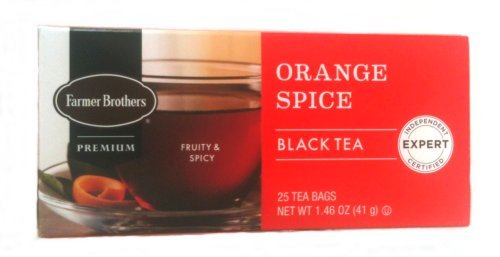 Farmer Brothers®
PREMIUM
FRUITY &
SPICY
ORANGE
SPICE
BLACK TEA
INDEPENDENT
EXPERT
CERTIFIED
25 TEA BAGS
NET WT 1.46 OZ (41 g) Ⓤ